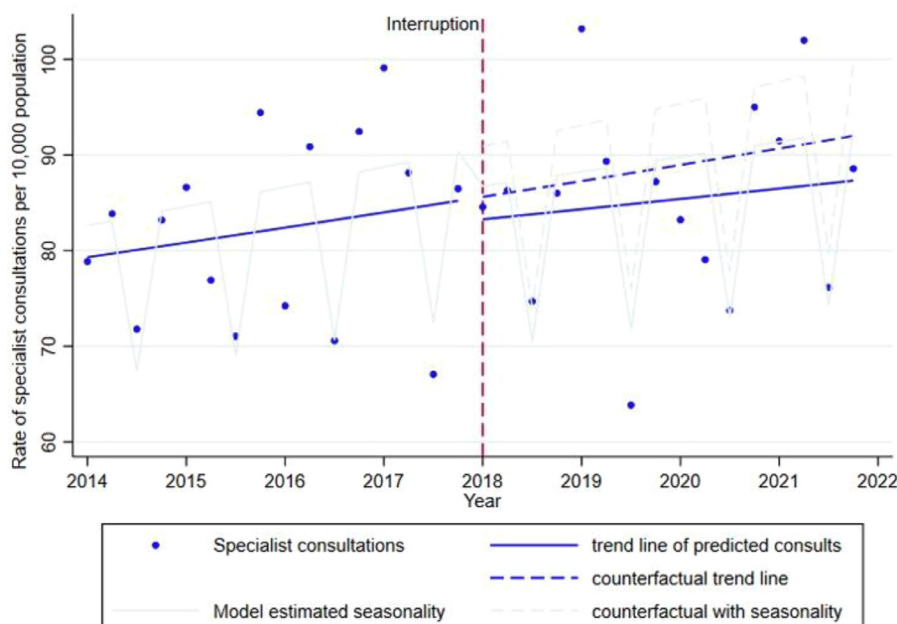 Interruption
Rate of specialist consultations per 10,000 population
100
90
80
70
60
2014 2015 2016 2017 2018 2019 2020 2021 2022
Year
Specialist consultations
trend line of predicted consults
counterfactual trend line
Model estimated seasonality
counterfactual with seasonality